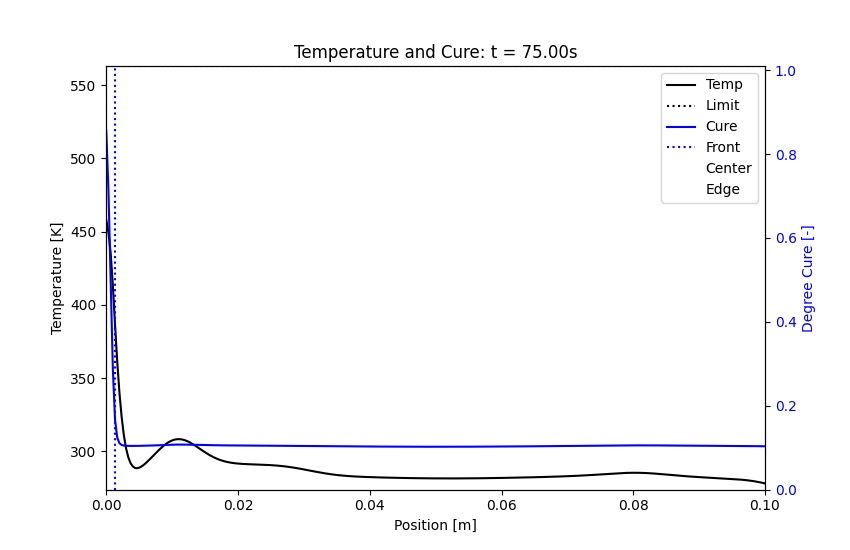 Temperature and Cure: t = 75.00s
Temperature [K]
550
500
450
400
350
300
1.0
0.8
0.6
0.4
0.2
0.0
Degree Cure [-]
Temp
Limit
Cure
Front
Center
Edge
0.00
0.02
0.04
0.06
0.08
0.10
Position [m]